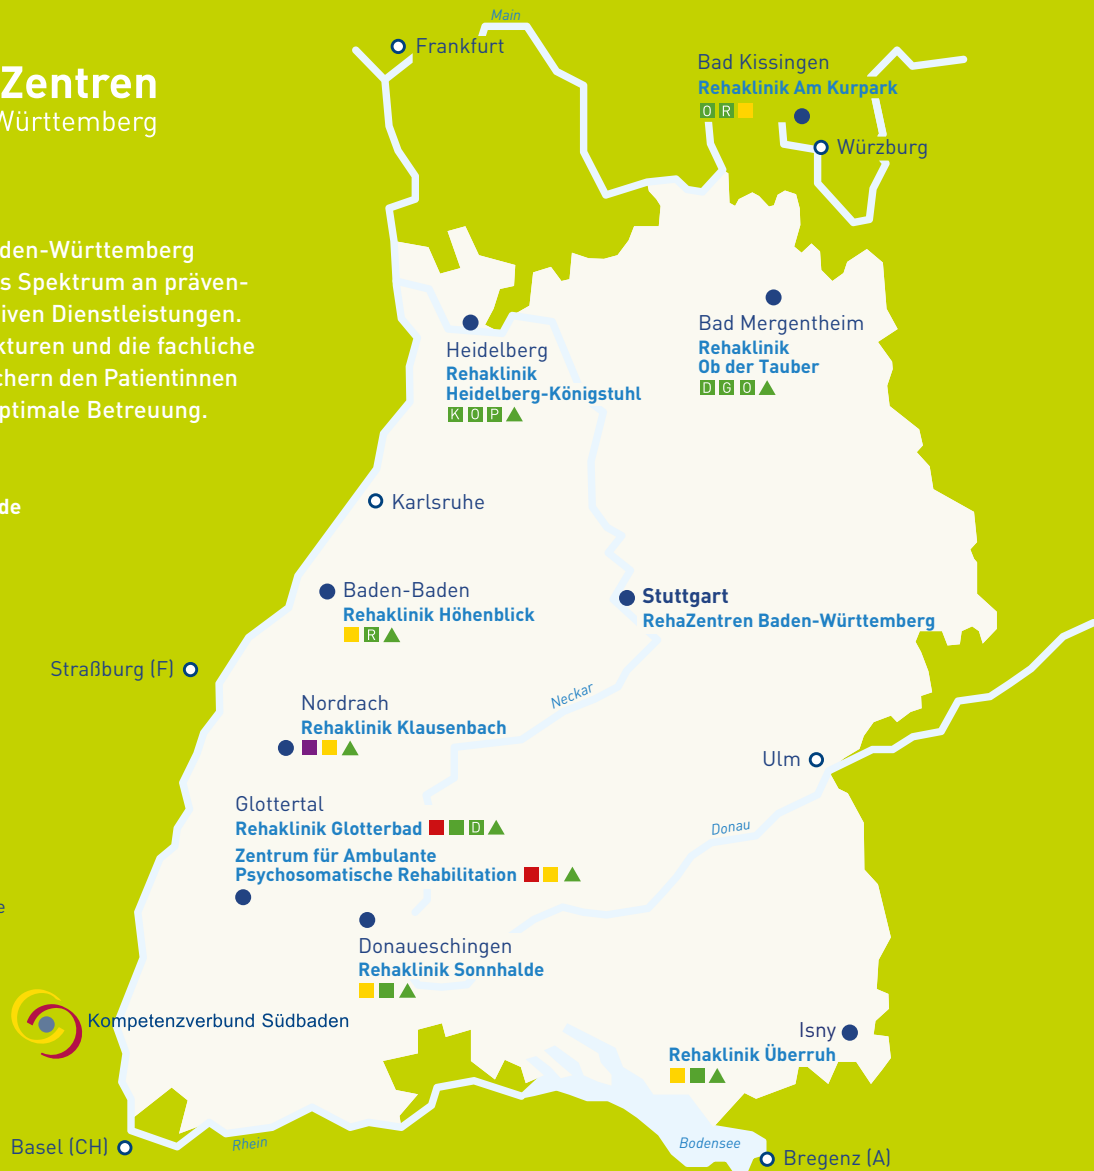 Zentren
Württemberg
den-Württemberg
s Spektrum an präven-
iven Dienstleistungen.
kturen und die fachliche
chern den Patientinnen
ptimale Betreuung.
de
e
Main
Frankfurt
Bad Kissingen
Rehaklinik Am Kurpark
O R
Würzburg
Heidelberg
Rehaklinik
Heidelberg-Königstuhl
K O P
Bad Mergentheim
Rehaklinik
Ob der Tauber
D G O
Karlsruhe
Baden-Baden
Rehaklinik Höhenblick
R
Stuttgart
RehaZentren Baden-Württemberg
Straßburg (F)
Nordrach
Rehaklinik Klausenbach
Neckar
Ulm
Glottertal
Rehaklinik Glotterbad D
Zentrum für Ambulante
Psychosomatische Rehabilitation
Donau
Donaueschingen
Rehaklinik Sonnhalde
Kompetenzverbund Südbaden
Isny
Rehaklinik Überruh
Basel (CH)
Rhein
Bodensee
Bregenz (A)